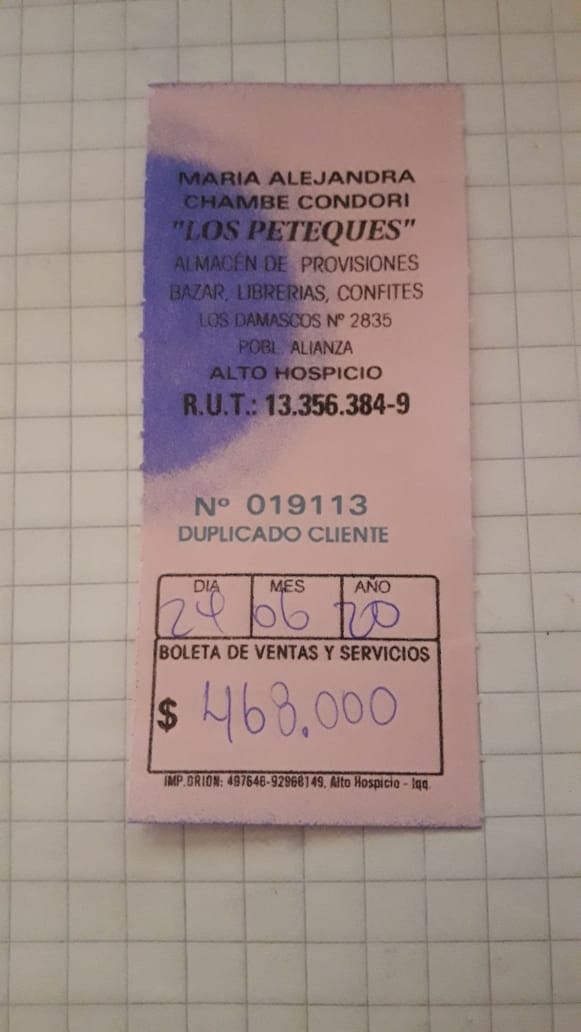 MARIA ALEJANDRA
CHAMBE CONDORI
"LOS PETEQUES"
ALMACÉN DE PROVISIONES
BAZAR, LIBRERIAS, CONFITES
LOS DAMASCOS Nº 2835
POBL. ALIANZA
ALTO HOSPICIO
R.U.T.: 13.356.384-9
Nº 019113
DUPLICADO CLIENTE
DIA MES AÑO
24 06 20
BOLETA DE VENTAS Y SERVICIOS
$ 468.000
IMP.ORION: 497646-92966149, Alto Hospicio - Iqq.